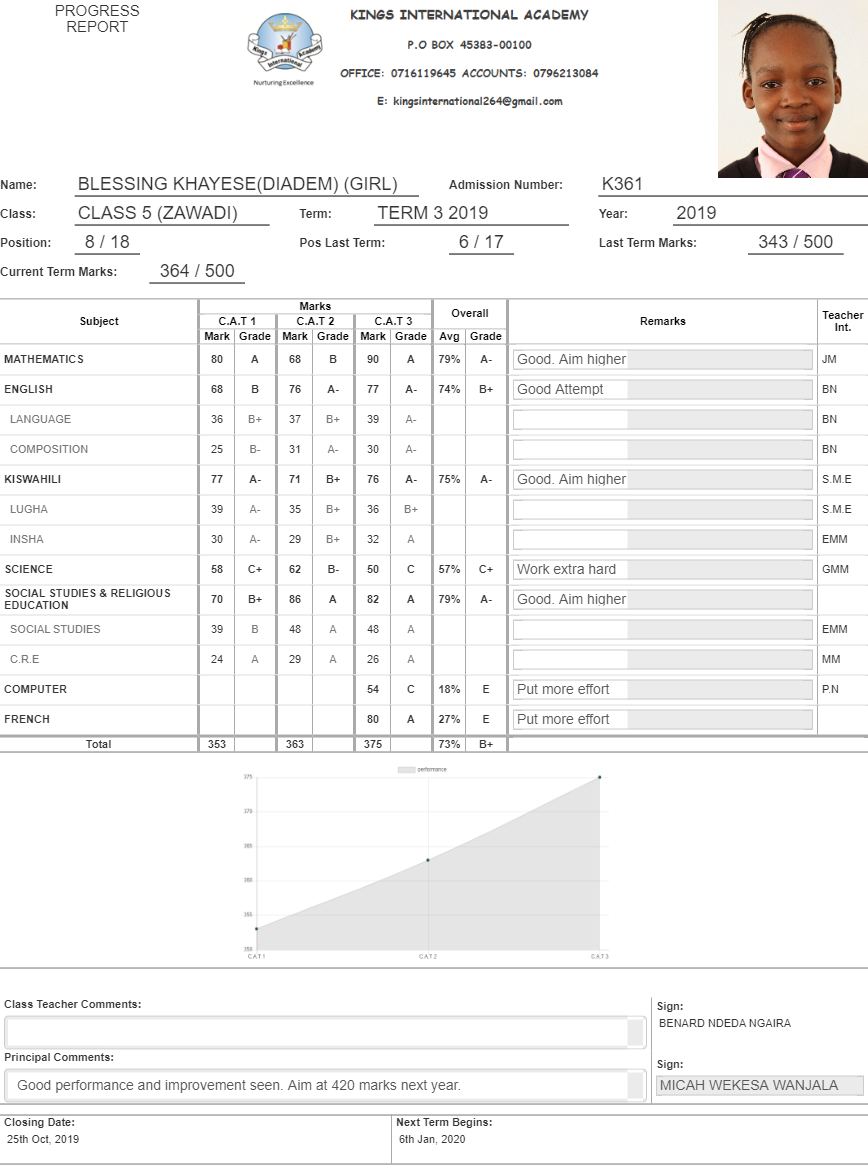 PROGRESS
REPORT
Kings International Academy
Nurturing Excellence
KINGS INTERNATIONAL ACADEMY
P.O BOX 45383-00100
OFFICE: 0716119645 ACCOUNTS: 0796213084
E: kingsinternational264@gmail.com
Name: BLESSING KHAYESE(DIADEM) (GIRL) Admission Number: K361
Class: CLASS 5 (ZAWADI) Term: TERM 3 2019 Year: 2019
Position: 8 / 18 Pos Last Term: 6 / 17 Last Term Marks: 343 / 500
Current Term Marks: 364 / 500
Subject Marks Overall Remarks Teacher Int.
C.A.T 1 C.A.T 2 C.A.T 3
Mark Grade Mark Grade Mark Grade Avg Grade
MATHEMATICS 80 A 68 B 90 A 79% A- Good. Aim higher JM
ENGLISH 68 B 76 A- 77 A- 74% B+ Good Attempt BN
LANGUAGE 36 B+ 37 B+ 39 A- BN
COMPOSITION 25 B- 31 A- 30 A- BN
KISWAHILI 77 A- 71 B+ 76 A- 75% A- Good. Aim higher S.M.E
LUGHA 39 A- 35 B+ 36 B+ S.M.E
INSHA 30 A- 29 B+ 32 A EMM
SCIENCE 58 C+ 62 B- 50 C 57% C+ Work extra hard GMM
SOCIAL STUDIES & RELIGIOUS
EDUCATION 70 B+ 86 A 82 A 79% A- Good. Aim higher
SOCIAL STUDIES 39 B 48 A 48 A EMM
C.R.E 24 A 29 A 26 A MM
COMPUTER 54 C 18% E Put more effort P.N
FRENCH 80 A 27% E Put more effort
Total 353 363 375 73% B+
performance
375
370
365
360
355
350
CAT1 CAT2 CAT3
Class Teacher Comments: Sign:
BENARD NDEDA NGAIRA
Principal Comments: Sign:
Good performance and improvement seen. Aim at 420 marks next year. MICAH WEKESA WANJALA
Closing Date: Next Term Begins:
25th Oct, 2019 6th Jan, 2020